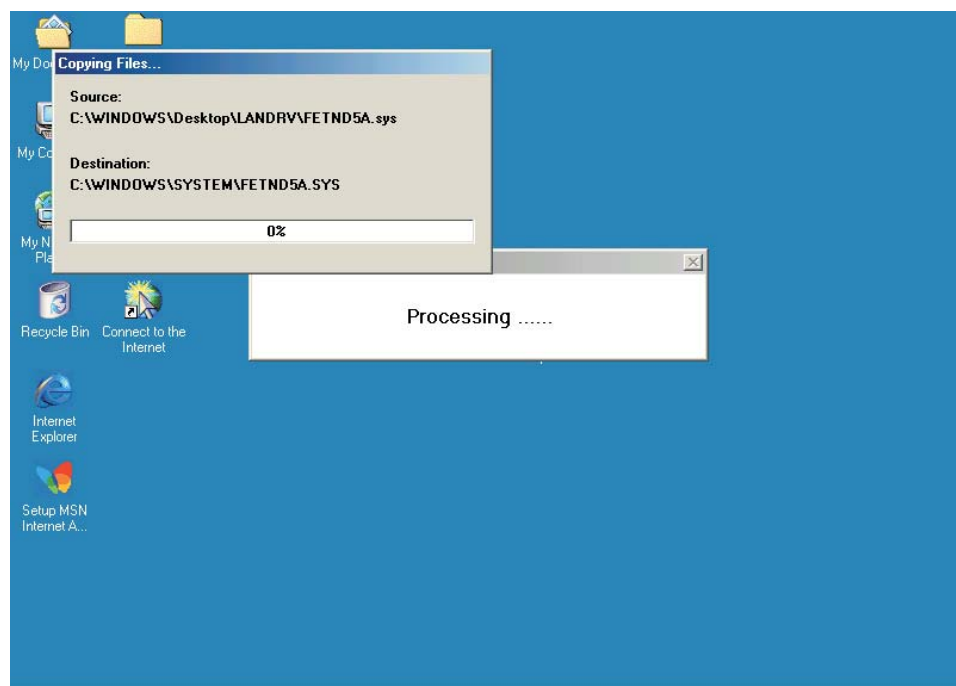 My Do
Copying Files...
Source:
C:\WINDOWS\Desktop\LANDRV\FETND5A.sys
My Co
Destination:
C:\WINDOWS\SYSTEM\FETND5A.SYS
0%
My N
Pla
Processing ......
Recycle Bin
Connect to the
Internet
Internet
Explorer
Setup MSN
Internet A...